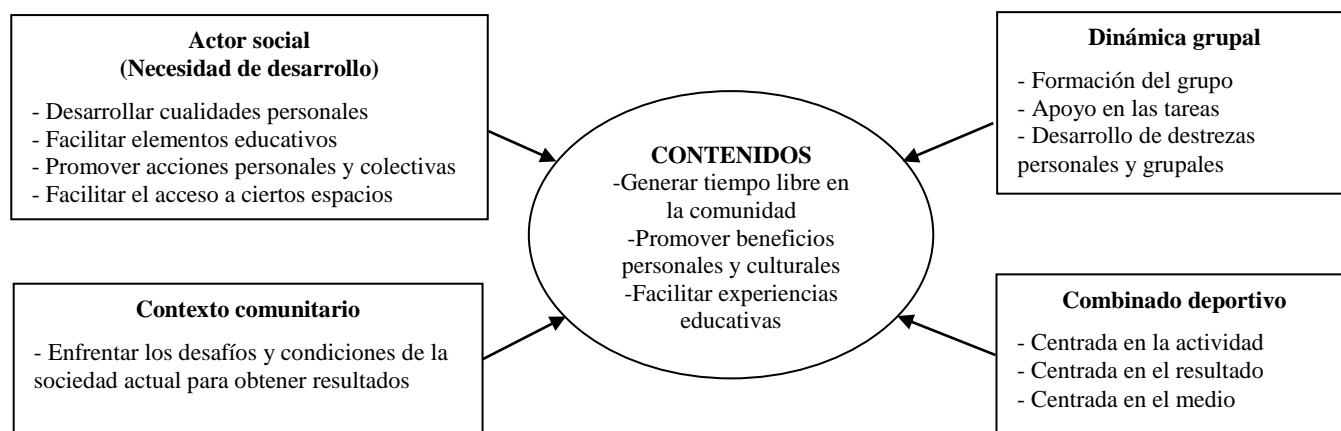 Actor social
(Necesidad de desarrollo)
- Desarrollar cualidades personales
- Facilitar elementos educativos
- Promover acciones personales y colectivas
- Facilitar el acceso a ciertos espacios
Dinámica grupal
- Formación del grupo
- Apoyo en las tareas
- Desarrollo de destrezas
personales y grupales
CONTENIDOS
-Generar tiempo libre en
la comunidad
-Promover beneficios
personales y culturales
-Facilitar experiencias
educativas
Contexto comunitario
- Enfrentar los desafíos y condiciones de la
sociedad actual para obtener resultados
Combinado deportivo
- Centrada en la actividad
- Centrada en el resultado
- Centrada en el medio